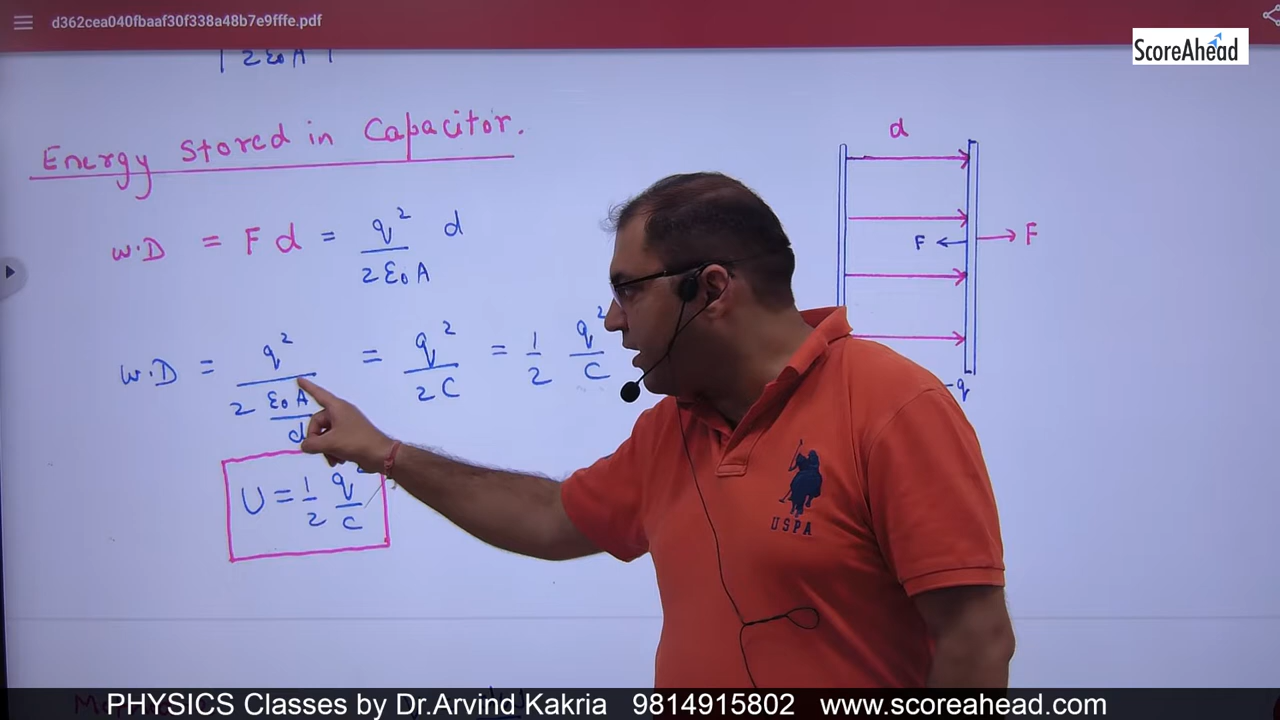 d362cea040fbaaf30f338a48b7e9fffe.pdf
ScoreAhead
2ε₀A
Energy Stored in Capacitor.
d
W.D = F d = q²/2ε₀A d
F F
W.D = q²/(2 ε₀A/d) = q²/2C = 1/2 q²/C
-q
U = 1/2 q²/C
USPA
PHYSICS Classes by Dr.Arvind Kakria 9814915802 www.scoreahead.com